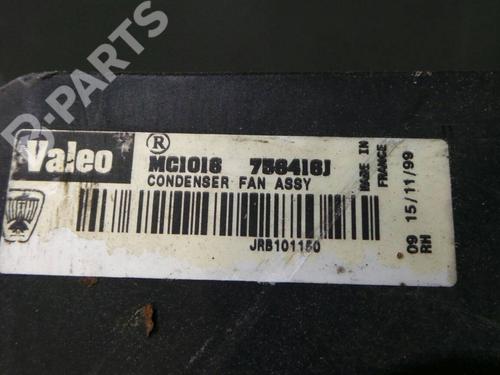 B-PARTS
Valeo ® MC1016 756416J
CONDENSER FAN ASSY
JRB101150
MADE IN
FRANCE
09 15/11/99
RH